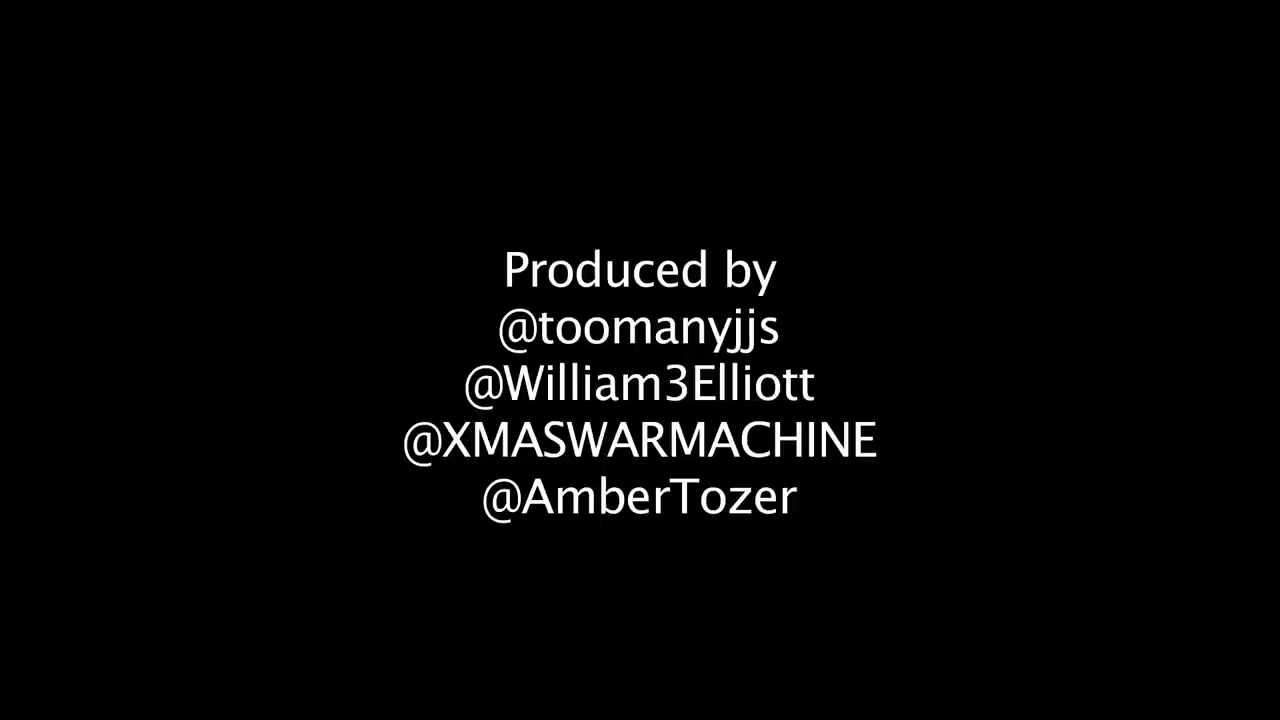 Produced by
@toomanyjjs
@William3Elliott
@XMASWARMACHINE
@AmberTozer